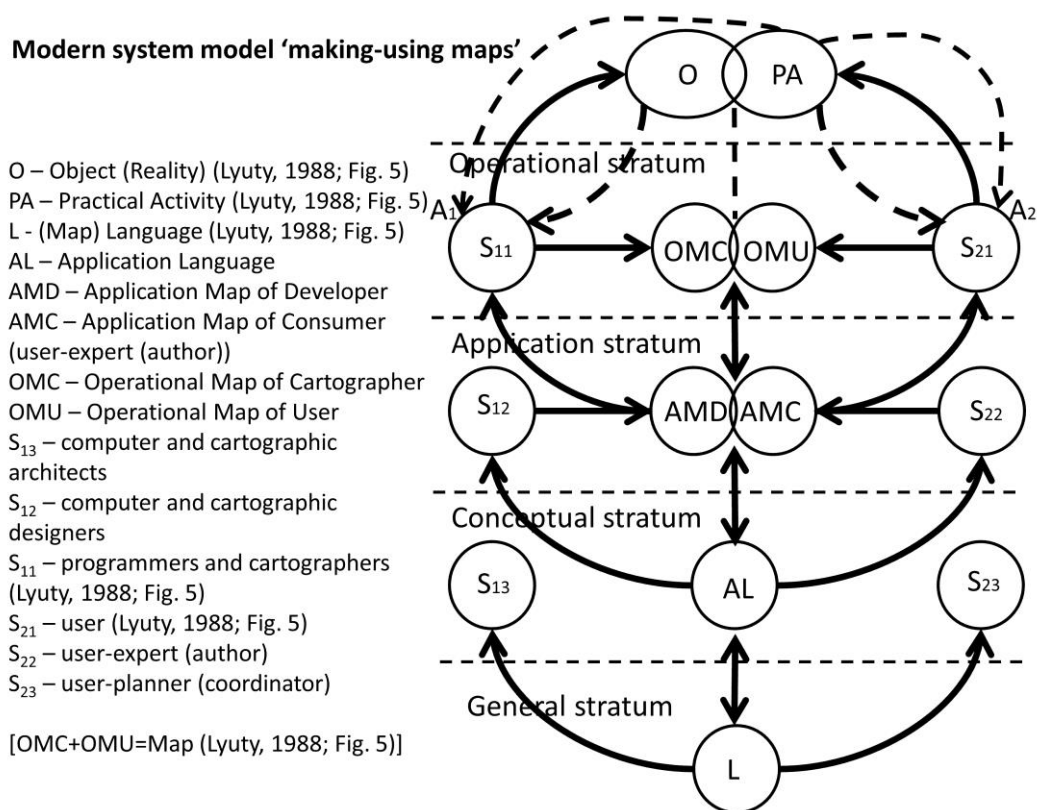 Modern system model ‘making-using maps’
O – Object (Reality) (Lyuty, 1988; Fig. 5)
PA – Practical Activity (Lyuty, 1988; Fig. 5)
L - (Map) Language (Lyuty, 1988; Fig. 5)
AL – Application Language
AMD – Application Map of Developer
AMC – Application Map of Consumer
(user-expert (author))
OMC – Operational Map of Cartographer
OMU – Operational Map of User
S₁₃ – computer and cartographic
architects
S₁₂ – computer and cartographic
designers
S₁₁ – programmers and cartographers
(Lyuty, 1988; Fig. 5)
S₂₁ – user (Lyuty, 1988; Fig. 5)
S₂₂ – user-expert (author)
S₂₃ – user-planner (coordinator)
[OMC+OMU=Map (Lyuty, 1988; Fig. 5)]
O PA
Operational stratum
A₁ A₂
S₁₁ OMC OMU S₂₁
Application stratum
S₁₂ AMD AMC S₂₂
Conceptual stratum
S₁₃ AL S₂₃
General stratum
L